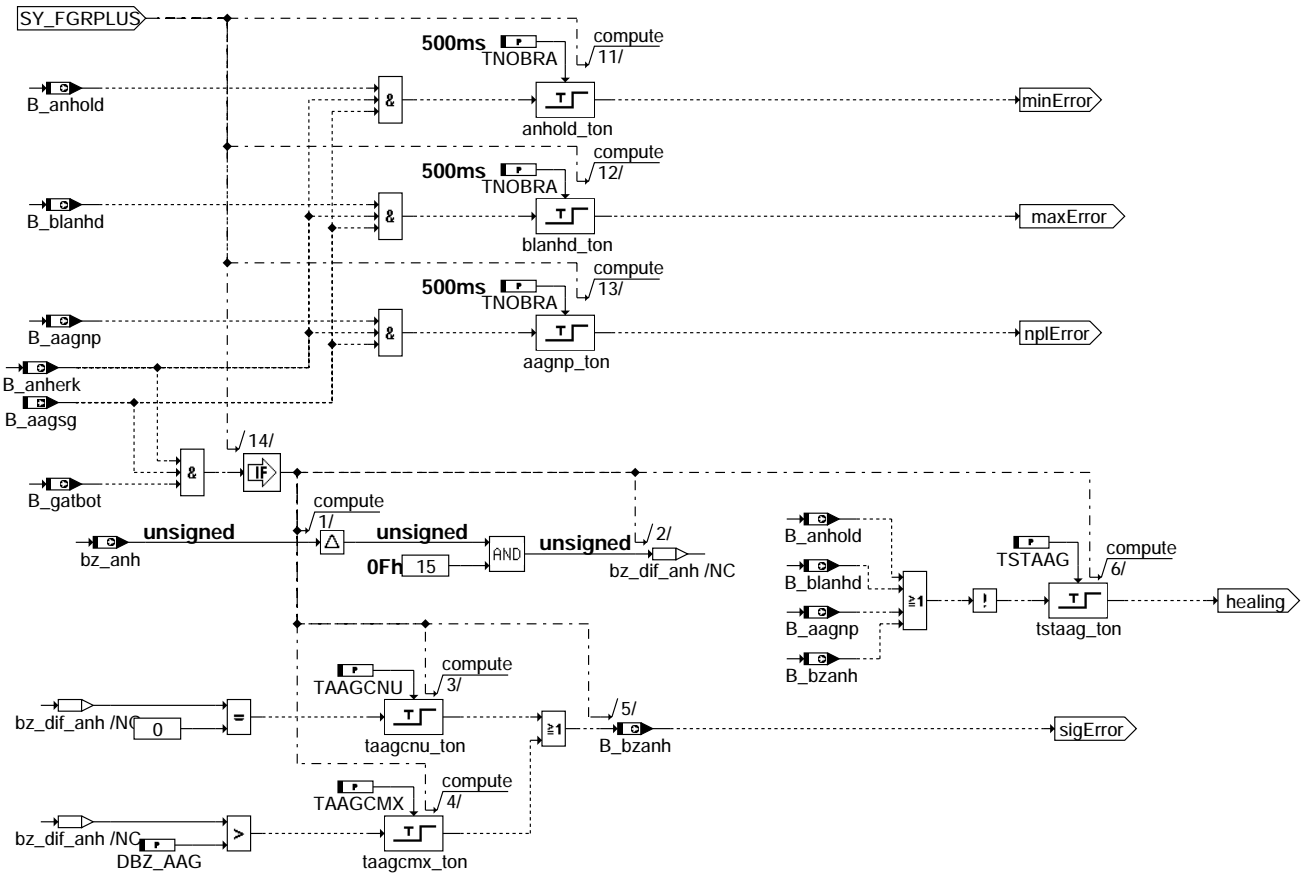 SY_FGRPLUS
500ms
P
TNOBRA
compute
11/
B_anhold
&
T
anhold_ton
minError
500ms
P
TNOBRA
compute
12/
B_blanhd
&
T
blanhd_ton
maxError
500ms
P
TNOBRA
compute
13/
B_aagnp
&
T
aagnp_ton
nplError
B_anherk
B_aagsg
14/
&
IF
B_gatbot
compute
1/
unsigned
unsigned
2/
bz_anh
0Fh
15
AND
unsigned
bz_dif_anh /NC
B_anhold
B_blanhd
B_aagnp
B_bzanh
≥1
!
P
TSTAAG
compute
6/
T
tstaag_ton
healing
P
TAAGCNU
compute
3/
bz_dif_anh /NC
0
=
T
taagcnu_ton
≥1
5/
B_bzanh
sigError
P
TAAGCMX
compute
4/
bz_dif_anh /NC
P
DBZ_AAG
>
T
taagcmx_ton